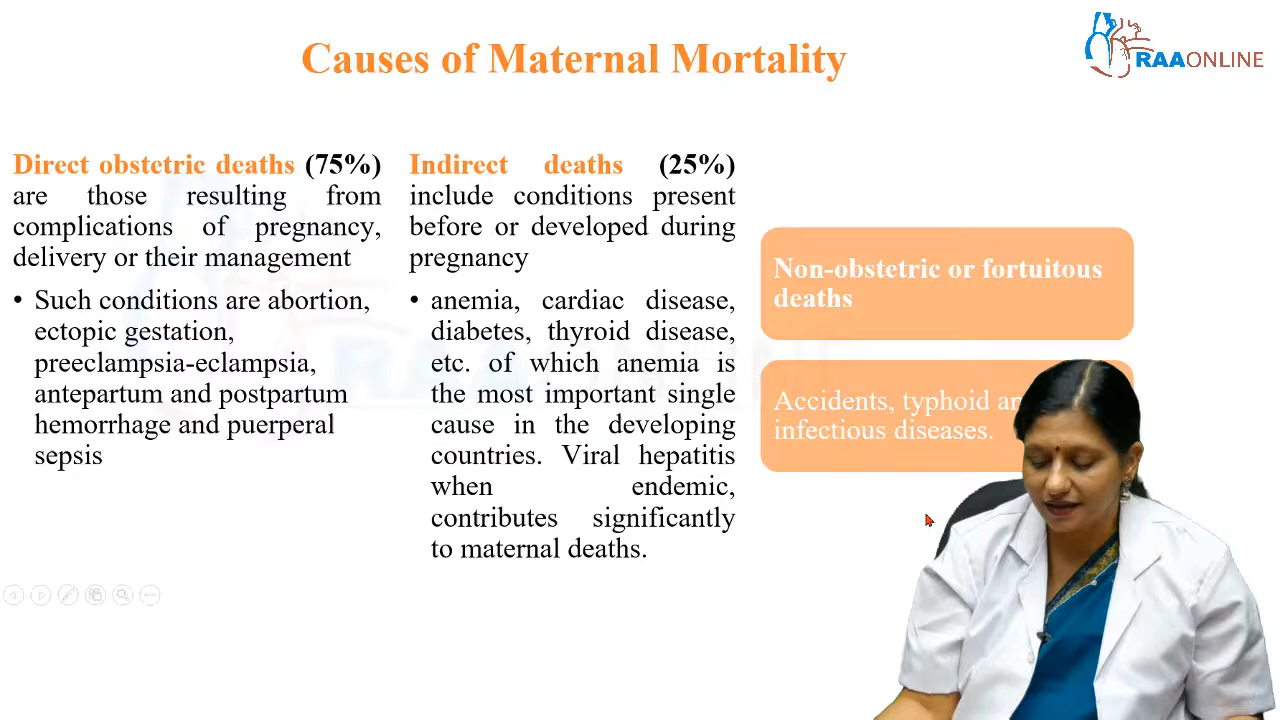 Causes of Maternal Mortality
RAAONLINE
Direct obstetric deaths (75%)
are those resulting from
complications of pregnancy,
delivery or their management
• Such conditions are abortion,
ectopic gestation,
preeclampsia-eclampsia,
antepartum and postpartum
hemorrhage and puerperal
sepsis
Indirect deaths (25%)
include conditions present
before or developed during
pregnancy
• anemia, cardiac disease,
diabetes, thyroid disease,
etc. of which anemia is
the most important single
cause in the developing
countries. Viral hepatitis
when endemic,
contributes significantly
to maternal deaths.
Non-obstetric or fortuitous
deaths
Accidents, typhoid
infectious diseases.